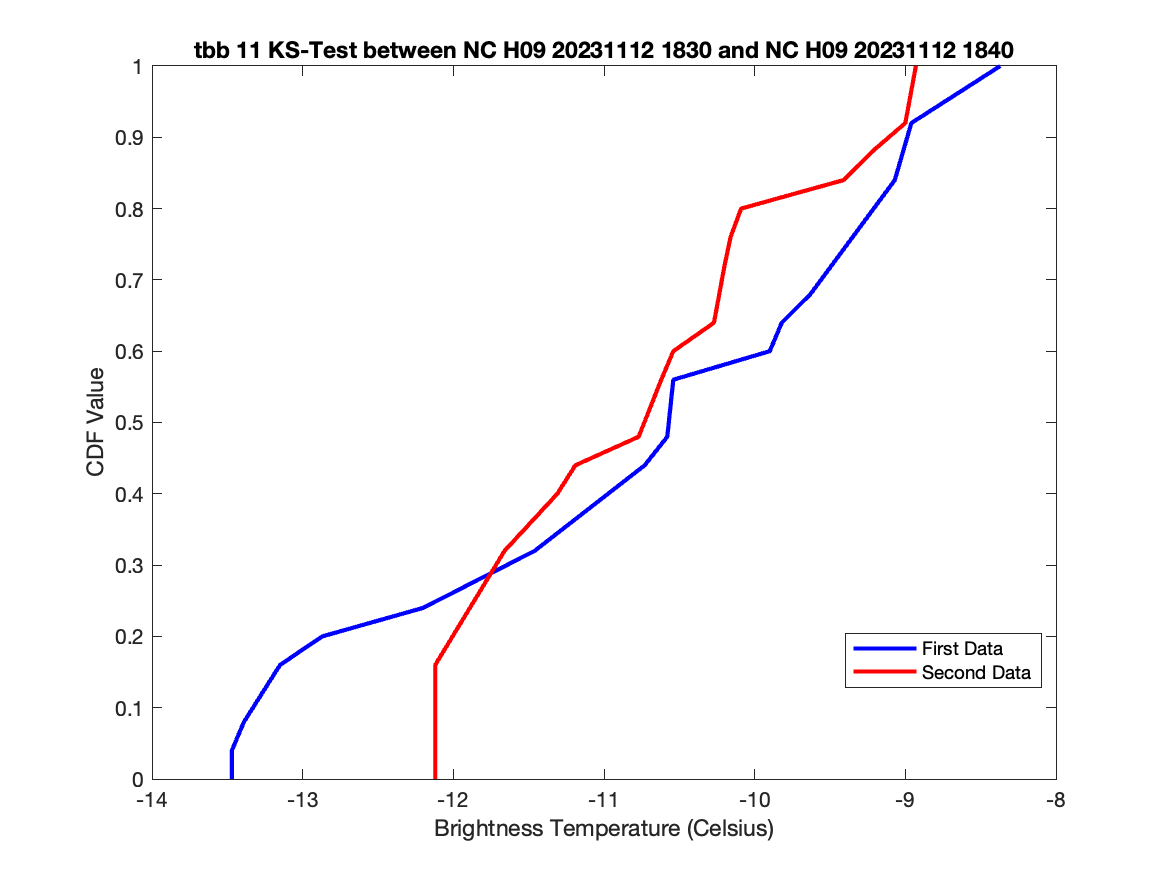 tbb 11 KS-Test between NC H09 20231112 1830 and NC H09 20231112 1840
1
0.9
0.8
0.7
0.6
0.5
0.4
0.3
0.2
0.1
0
CDF Value
First Data
Second Data
-14 -13 -12 -11 -10 -9 -8
Brightness Temperature (Celsius)